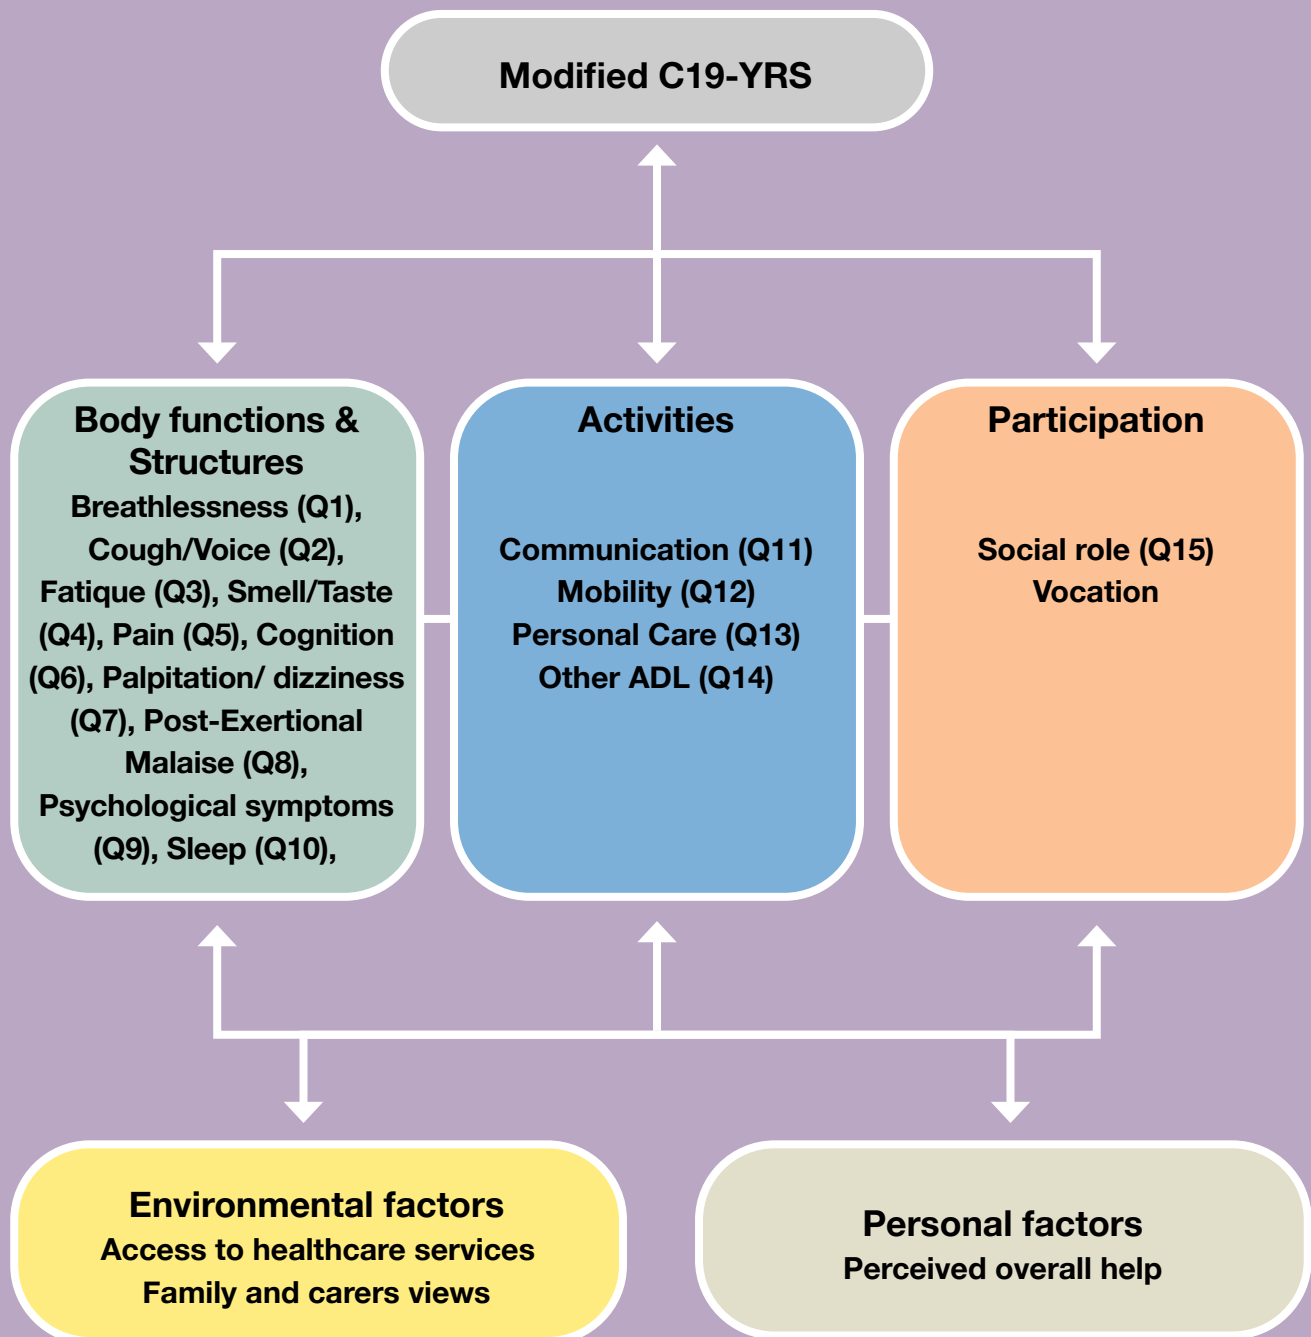 Modified C19-YRS
Body functions &
Structures
Breathlessness (Q1),
Cough/Voice (Q2),
Fatique (Q3), Smell/Taste
(Q4), Pain (Q5), Cognition
(Q6), Palpitation/ dizziness
(Q7), Post-Exertional
Malaise (Q8),
Psychological symptoms
(Q9), Sleep (Q10),
Activities
Communication (Q11)
Mobility (Q12)
Personal Care (Q13)
Other ADL (Q14)
Participation
Social role (Q15)
Vocation
Environmental factors
Access to healthcare services
Family and carers views
Personal factors
Perceived overall help